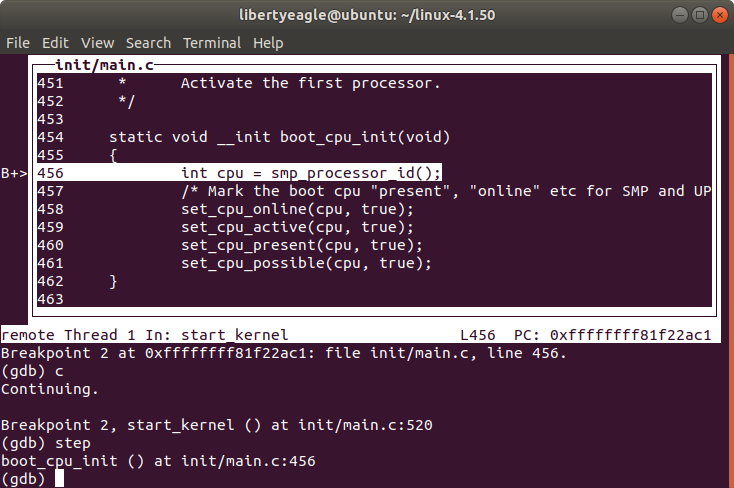 libertyeagle@ubuntu: ~/linux-4.1.50
File Edit View Search Terminal Help
init/main.c
451 * Activate the first processor.
452 */
453
454 static void __init boot_cpu_init(void)
455 {
B+> 456 int cpu = smp_processor_id();
457 /* Mark the boot cpu "present", "online" etc for SMP and UP
458 set_cpu_online(cpu, true);
459 set_cpu_active(cpu, true);
460 set_cpu_present(cpu, true);
461 set_cpu_possible(cpu, true);
462 }
463
remote Thread 1 In: start_kernel L456 PC: 0xffffffff81f22ac1
Breakpoint 2 at 0xffffffff81f22ac1: file init/main.c, line 456.
(gdb) c
Continuing.
Breakpoint 2, start_kernel () at init/main.c:520
(gdb) step
boot_cpu_init () at init/main.c:456
(gdb)